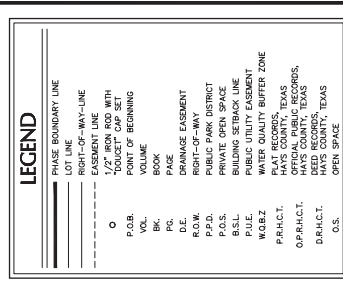 LEGEND
PHASE BOUNDARY LINE
LOT LINE
RIGHT-OF-WAY-LINE
EASEMENT LINE
O 1/2" IRON ROD WITH
"DOUCET" CAP SET
P.O.B. POINT OF BEGINNING
VOL. VOLUME
BK. BOOK
PG. PAGE
D.E. DRAINAGE EASEMENT
R.O.W. RIGHT-OF-WAY
P.P.D. PUBLIC PARK DISTRICT
P.O.S. PRIVATE OPEN SPACE
B.S.L. BUILDING SETBACK LINE
P.U.E. PUBLIC UTILITY EASEMENT
W.Q.B.Z WATER QUALITY BUFFER ZONE
P.R.H.C.T. PLAT RECORDS,
HAYS COUNTY, TEXAS
O.P.R.H.C.T. OFFICIAL PUBLIC RECORDS,
HAYS COUNTY, TEXAS
D.R.H.C.T. DEED RECORDS,
HAYS COUNTY, TEXAS
O.S. OPEN SPACE